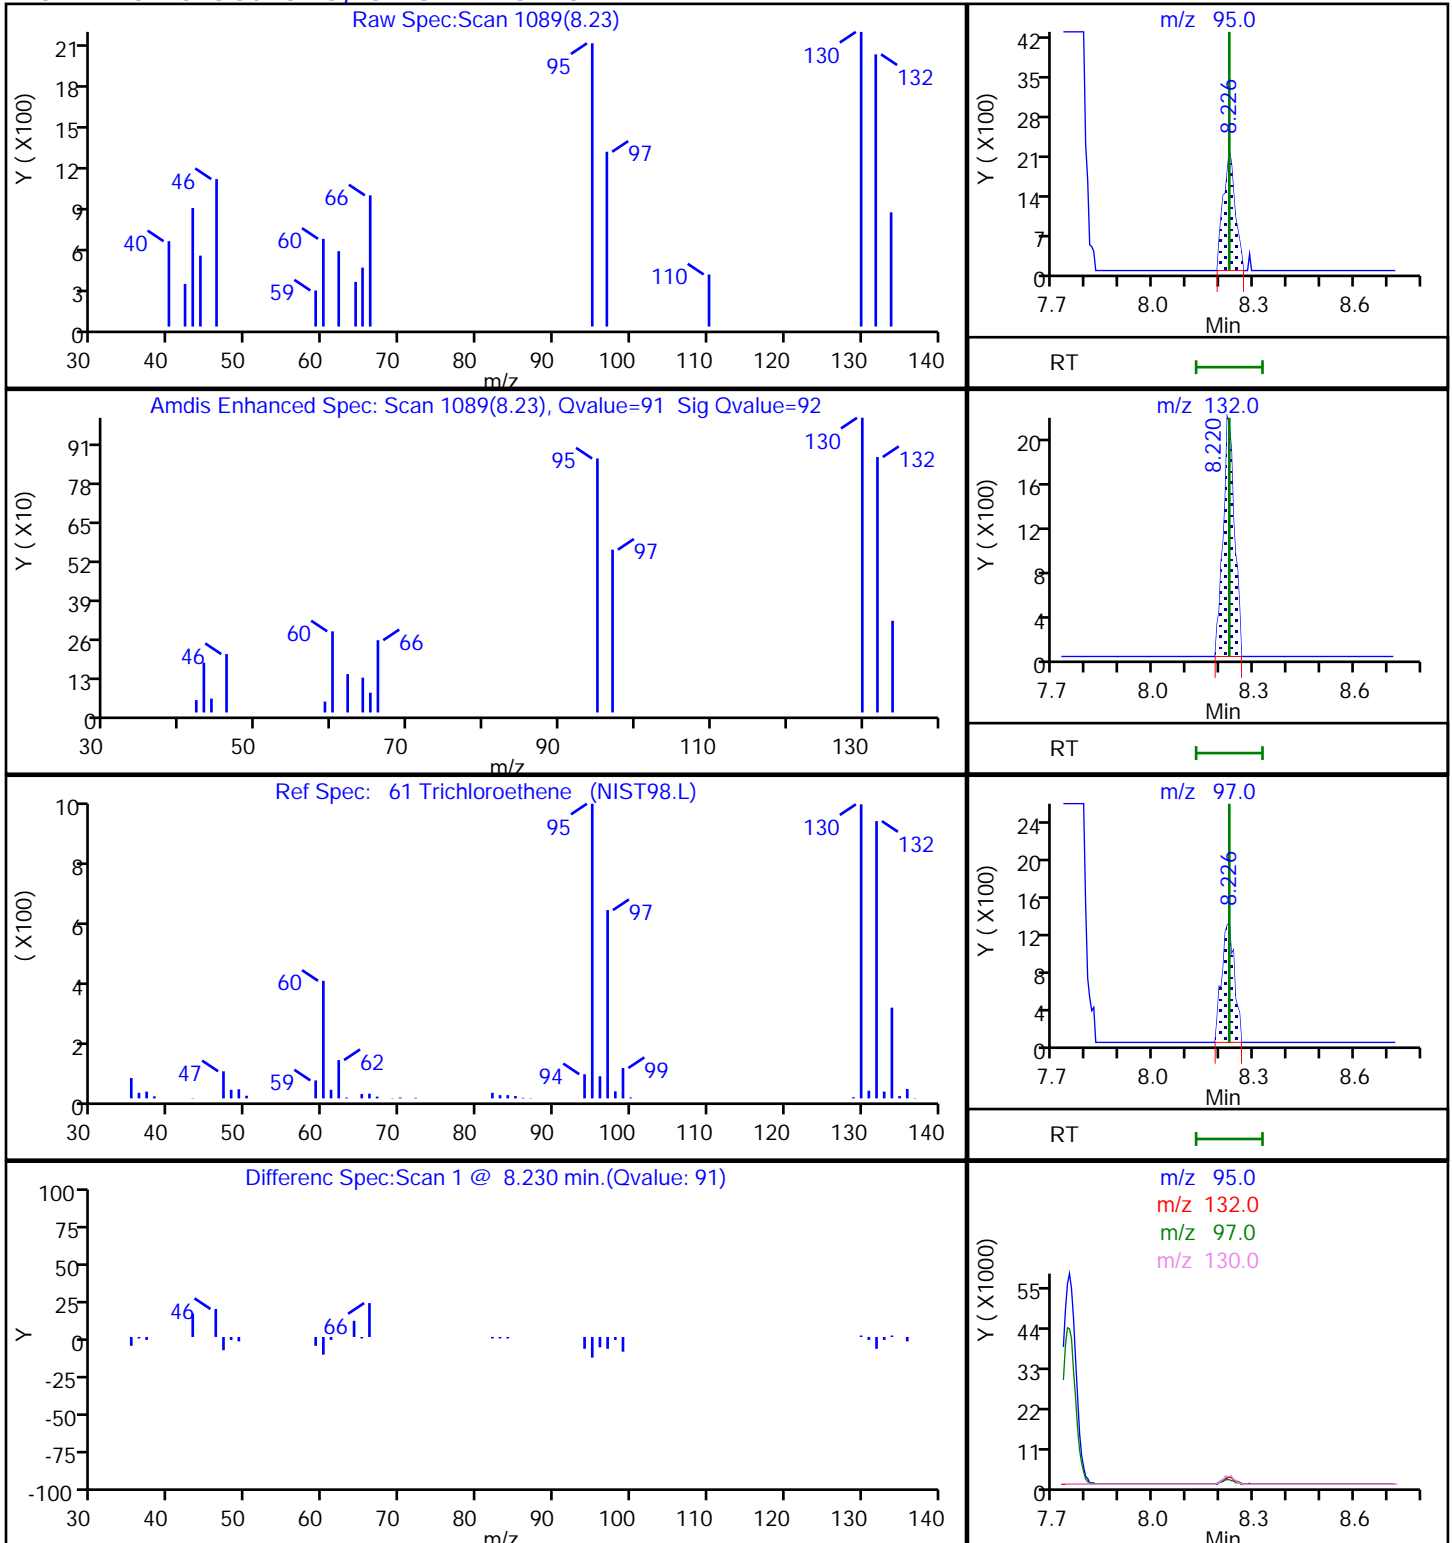 Raw Spec:Scan 1089(8.23)
Y ( X100)
21
18
15
12
9
6
3
0
40
46
59
60
66
95
97
110
130
132
30 40 50 60 70 80 90 100 110 120 130 140
m/z
m/z 95.0
Y ( X100)
42
35
28
21
14
7
0
8.226
7.7 8.0 8.3 8.6
Min
RT
Amdis Enhanced Spec: Scan 1089(8.23), Qvalue=91 Sig Qvalue=92
Y ( X10)
91
78
65
52
39
26
13
0
46
60
66
95
97
130
132
30 50 70 90 110 130
m/z
m/z 132.0
Y ( X100)
20
16
12
8
4
0
8.220
7.7 8.0 8.3 8.6
Min
RT
Ref Spec: 61 Trichloroethene (NIST98.L)
( X100)
10
8
6
4
2
0
47
59
60
62
94
95
97
99
130
132
30 40 50 60 70 80 90 100 110 120 130 140
m/z 97.0
Y ( X100)
24
20
16
12
8
4
0
8.226
7.7 8.0 8.3 8.6
Min
RT
Differenc Spec:Scan 1 @ 8.230 min.(Qvalue: 91)
Y
100
75
50
25
0
-25
-50
-75
-100
46
66
30 40 50 60 70 80 90 100 110 120 130 140
m/z
m/z 95.0
m/z 132.0
m/z 97.0
m/z 130.0
Y ( X1000)
55
44
33
22
11
0
7.7 8.0 8.3 8.6
Min